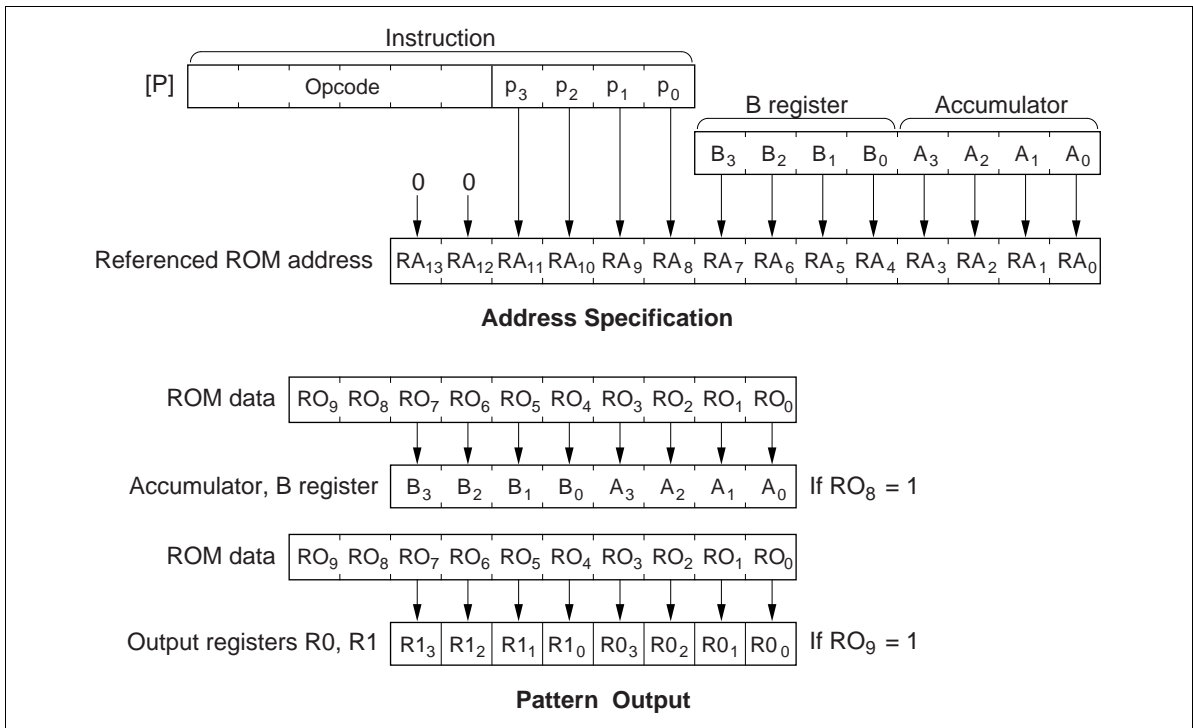 Instruction
[P] Opcode p3 p2 p1 p0
B register Accumulator
B3 B2 B1 B0 A3 A2 A1 A0
0 0
Referenced ROM address RA13 RA12 RA11 RA10 RA9 RA8 RA7 RA6 RA5 RA4 RA3 RA2 RA1 RA0
Address Specification
ROM data RO9 RO8 RO7 RO6 RO5 RO4 RO3 RO2 RO1 RO0
Accumulator, B register B3 B2 B1 B0 A3 A2 A1 A0 If RO8 = 1
ROM data RO9 RO8 RO7 RO6 RO5 RO4 RO3 RO2 RO1 RO0
Output registers R0, R1 R13 R12 R11 R10 R03 R02 R01 R00 If RO9 = 1
Pattern Output